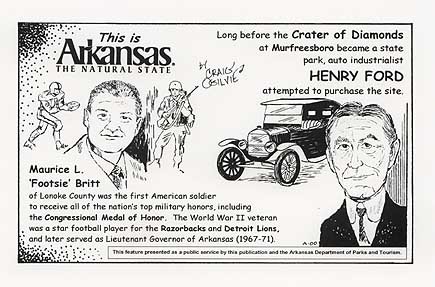 This is
Arkansas.
THE NATURAL STATE
by CRAIG
OGILVIE
Long before the Crater of Diamonds
at Murfreesboro became a state
park, auto industrialist
HENRY FORD
attempted to purchase the site.
Maurice L.
'Footsie' Britt
of Lonoke County was the first American soldier
to receive all of the nation's top military honors, including
the Congressional Medal of Honor. The World War II veteran
was a star football player for the Razorbacks and Detroit Lions,
and later served as Lieutenant Governor of Arkansas (1967-71).
A-00
This feature presented as a public service by this publication and the Arkansas Department of Parks and Tourism.